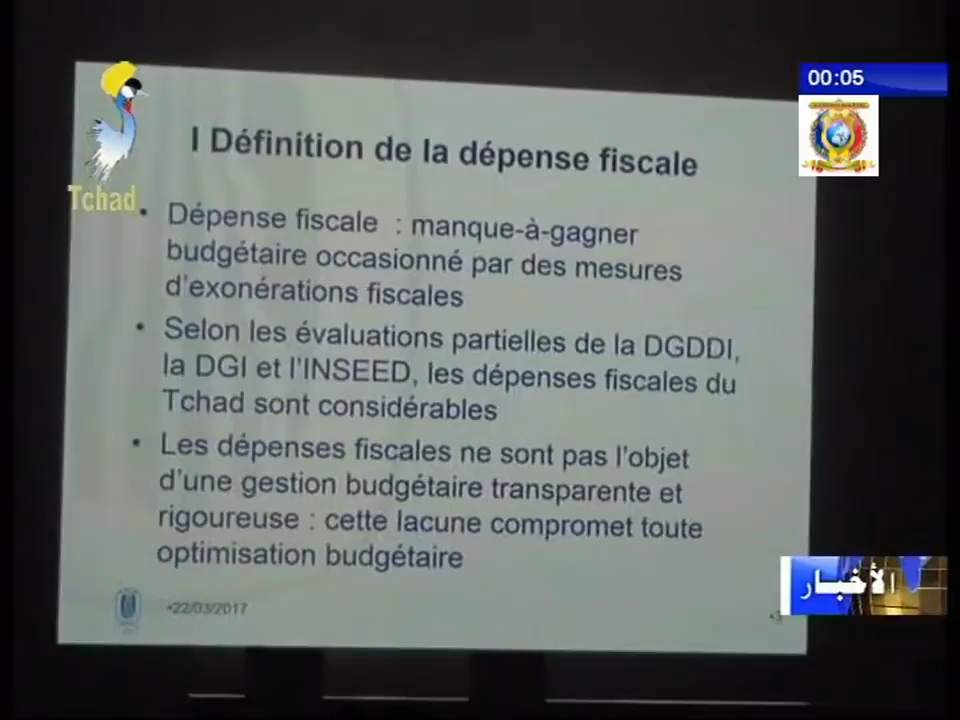 00:05
Tchad
I Définition de la dépense fiscale
• Dépense fiscale : manque-à-gagner
budgétaire occasionné par des mesures
d'exonérations fiscales
• Selon les évaluations partielles de la DGDDI,
la DGI et l'INSEED, les dépenses fiscales du
Tchad sont considérables
• Les dépenses fiscales ne sont pas l'objet
d'une gestion budgétaire transparente et
rigoureuse : cette lacune compromet toute
optimisation budgétaire
الأخبار
•22/03/2017
•3